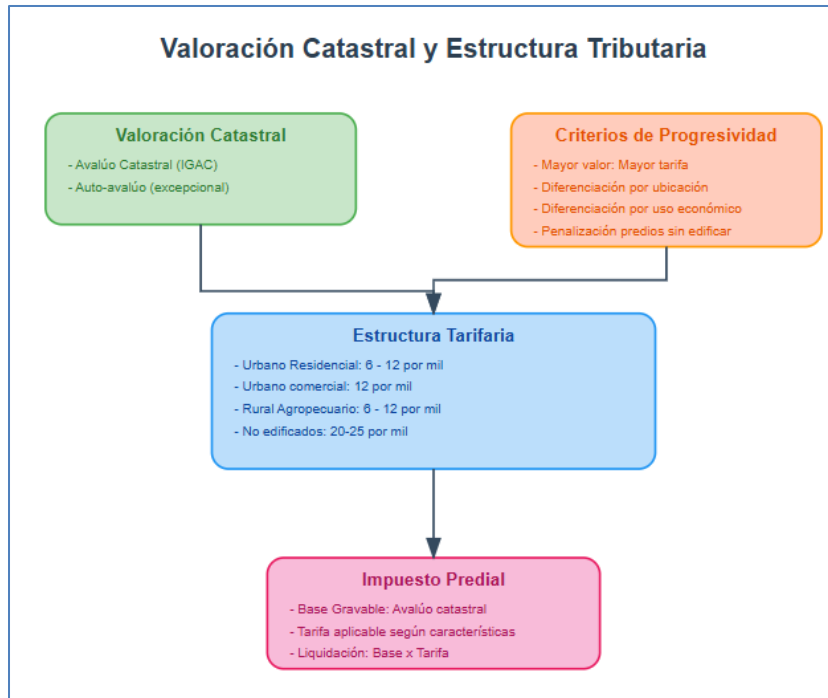 Valoración Catastral y Estructura Tributaria
Valoración Catastral
- Avalúo Catastral (IGAC)
- Auto-avalúo (excepcional)
Criterios de Progresividad
- Mayor valor: Mayor tarifa
- Diferenciación por ubicación
- Diferenciación por uso económico
- Penalización predios sin edificar
Estructura Tarifaria
- Urbano Residencial: 6 - 12 por mil
- Urbano comercial: 12 por mil
- Rural Agropecuario: 6 - 12 por mil
- No edificados: 20-25 por mil
Impuesto Predial
- Base Gravable: Avalúo catastral
- Tarifa aplicable según características
- Liquidación: Base x Tarifa